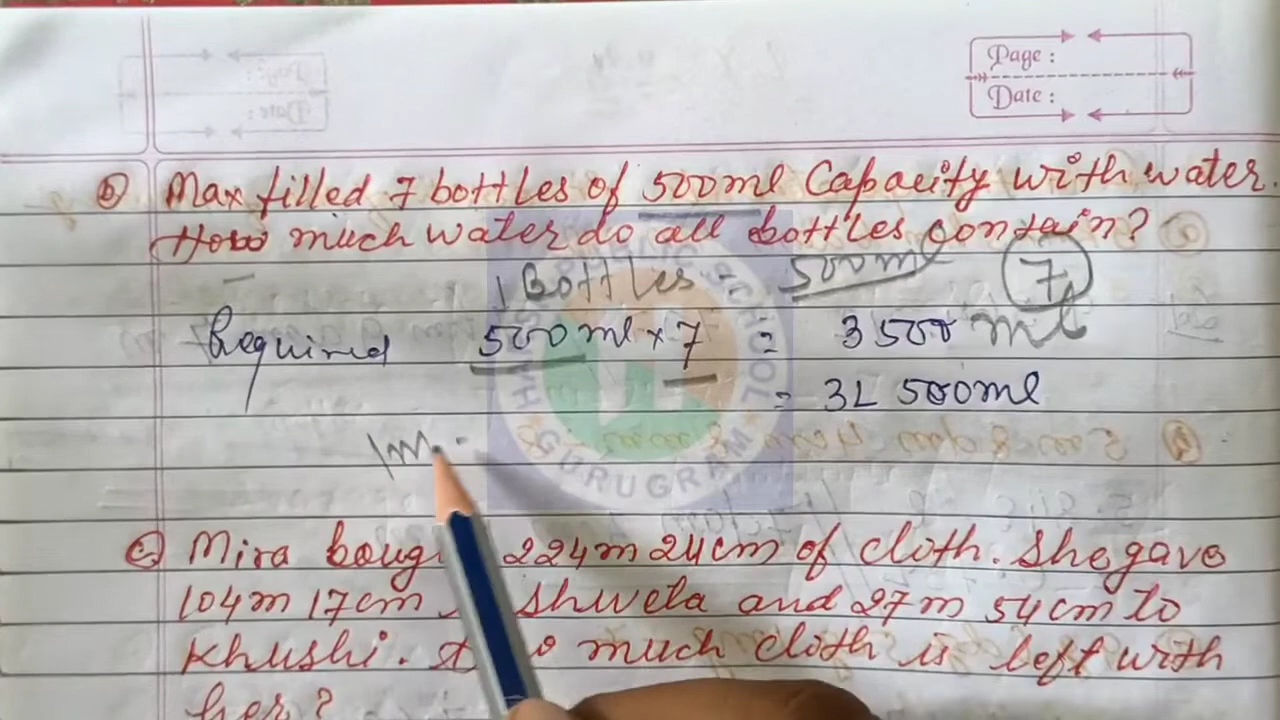 Page :
Date :
b) Max filled 7 bottles of 500ml Capacity with water.
How much water do all bottles contain?
1 Bottles = 500ml 7
Required 500ml x 7 = 3500 ml
= 3L 500ml
1m
c) Mira 224m 24cm of cloth. She gave
104m 17cm Shweta and 27m 54cm to
Khushi. much cloth is left with
her?
GURUGRAM